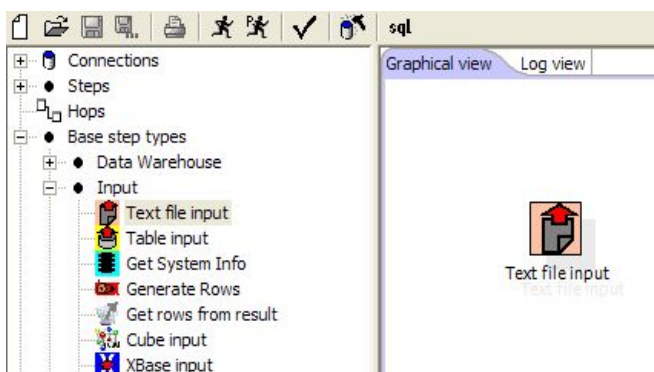 sql
Connections
Steps
Hops
Base step types
Data Warehouse
Input
Text file input
Table input
Get System Info
Generate Rows
Get rows from result
Cube input
XBase input
Graphical view
Log view
Text file input
Text file input